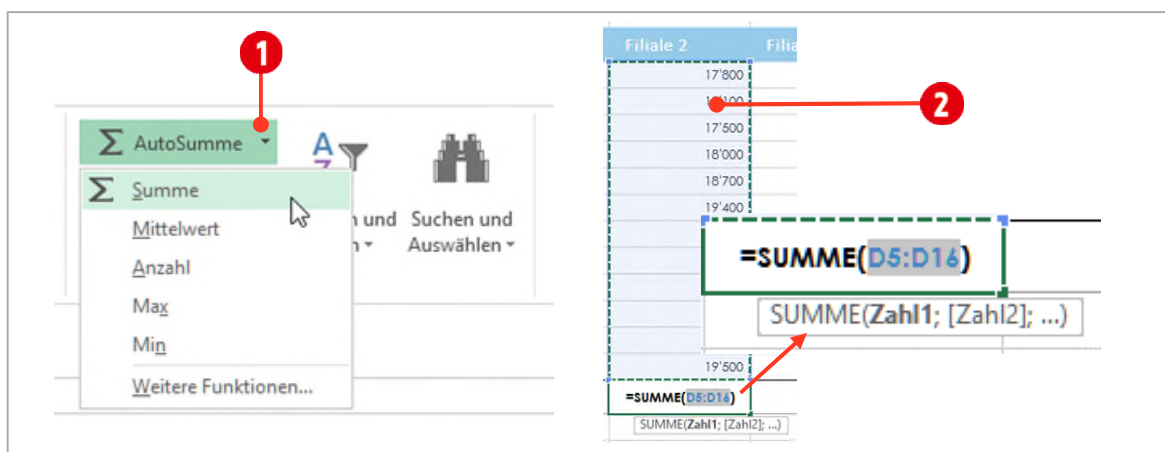 1
AutoSumme
Summe
Mittelwert
Anzahl
Max
Min
Weitere Funktionen...
A
und
Suchen und
Auswählen
Filiale 2
17'800
17'500
18'000
18'700
19'400
2
=SUMME(D5:D16)
SUMME(Zahl1; [Zahl2]; ...)
19'500
=SUMME(D5:D16)
SUMME(Zahl1; [Zahl2]; ...)